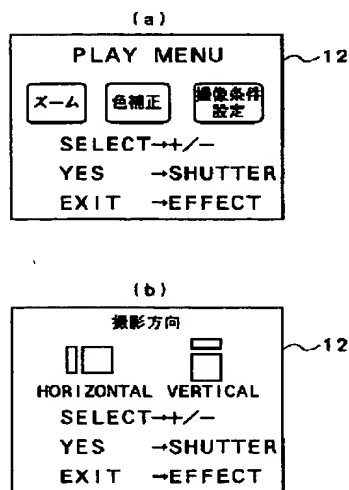 (a)
PLAY MENU
12
ズーム 色補正 撮像条件
設定
SELECT→+/−
YES →SHUTTER
EXIT →EFFECT
(b)
撮影方向
12
HORIZONTAL VERTICAL
SELECT→+/−
YES →SHUTTER
EXIT →EFFECT